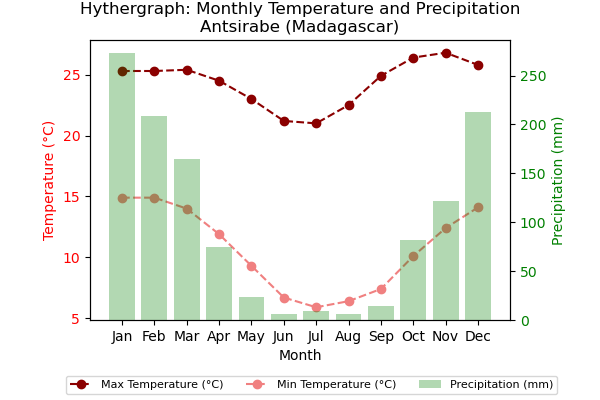 Hythergraph: Monthly Temperature and Precipitation
Antsirabe (Madagascar)
Temperature (°C)
25
20
15
10
5
250
200
150
100
50
0
Precipitation (mm)
Jan Feb Mar Apr May Jun Jul Aug Sep Oct Nov Dec
Month
Max Temperature (°C) Min Temperature (°C) Precipitation (mm)